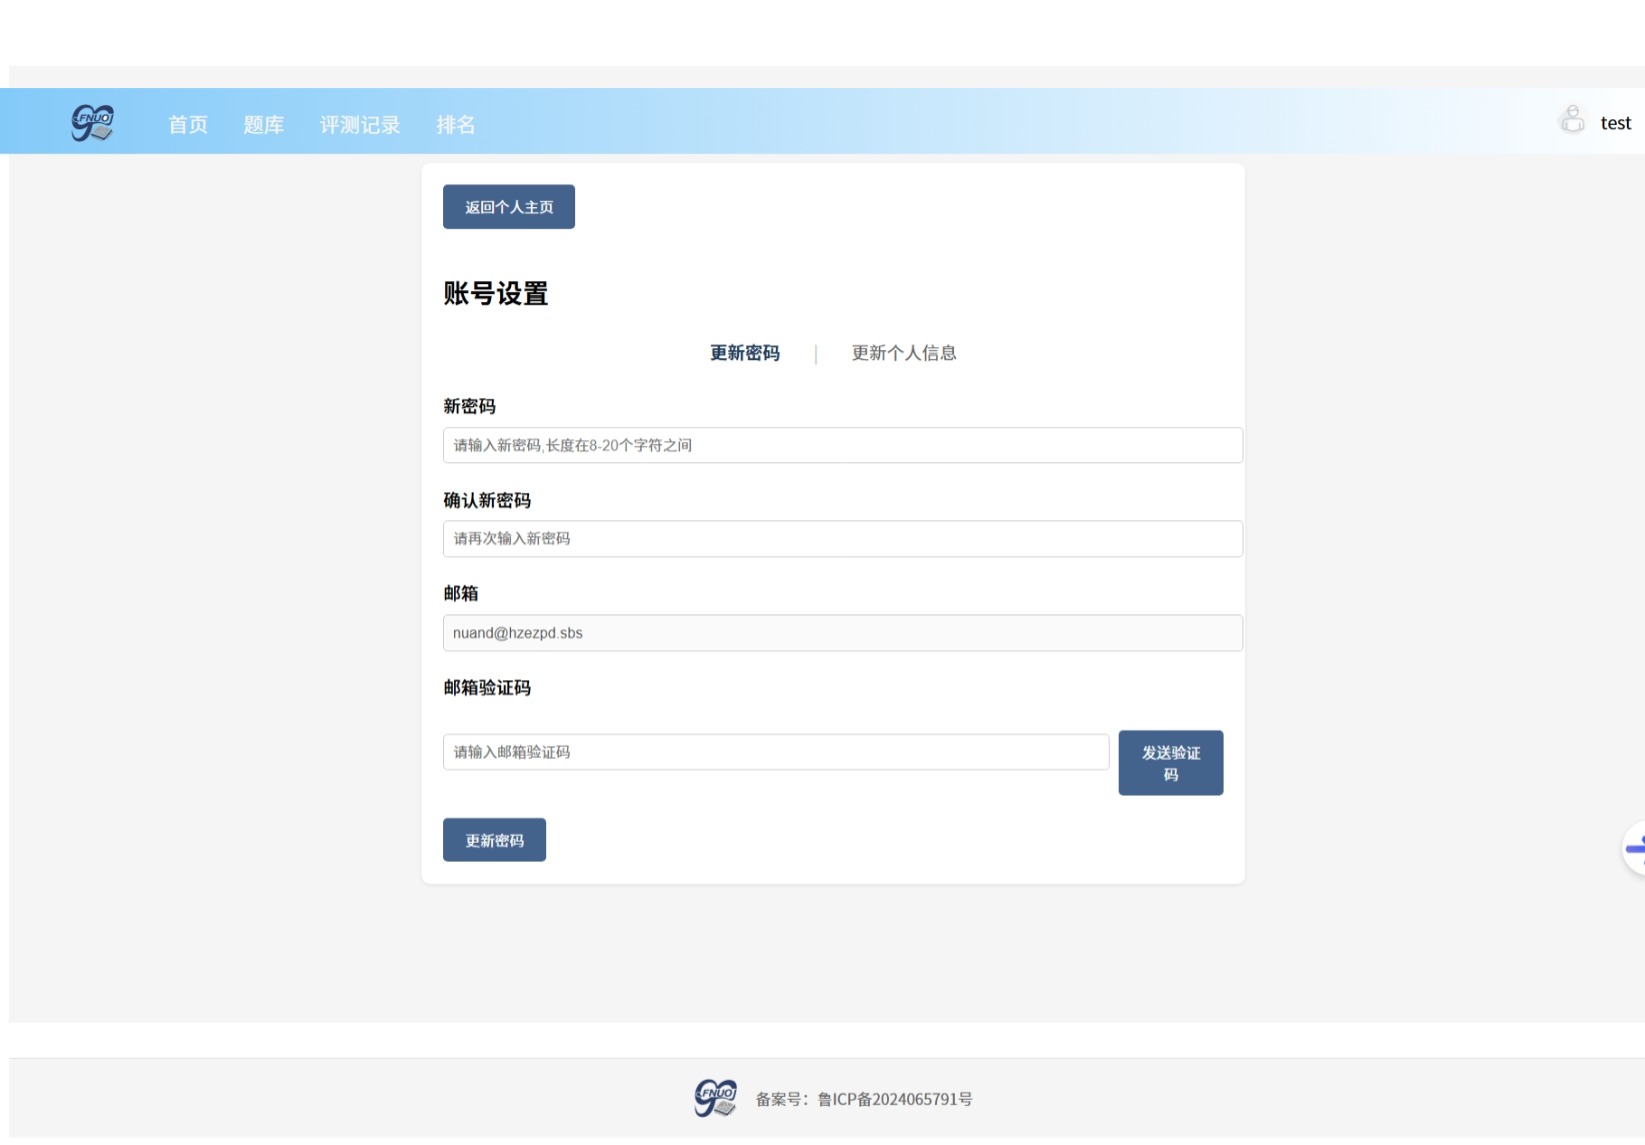 LFNUOJ
首页
题库
评测记录
排名
test
返回个人主页
账号设置
更新密码
更新个人信息
新密码
请输入新密码,长度在8-20个字符之间
确认新密码
请再次输入新密码
邮箱
nuand@hzezpd.sbs
邮箱验证码
请输入邮箱验证码
发送验证
码
更新密码
LFNUOJ
备案号：鲁ICP备2024065791号